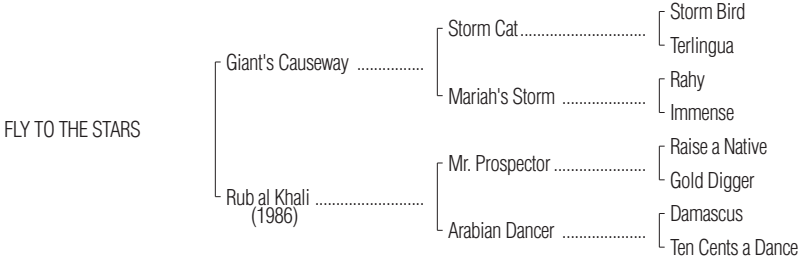 Storm Bird
Storm Cat..............................
Terlingua
Giant's Causeway ................
Rahy
Mariah's Storm ....................
Immense
FLY TO THE STARS
Raise a Native
Mr. Prospector ......................
Gold Digger
Rub al Khali ..........................
(1986)
Damascus
Arabian Dancer ....................
Ten Cents a Dance